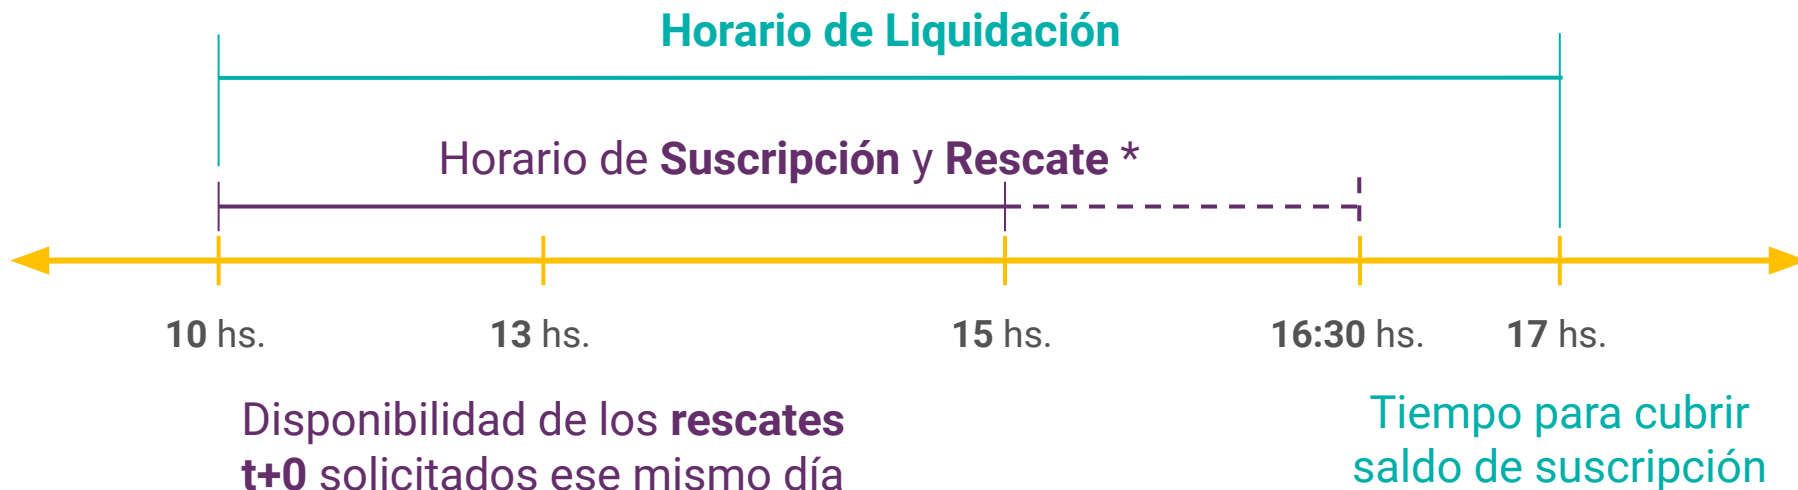 Horario de Liquidación
Horario de Suscripción y Rescate *
10 hs.
13 hs.
15 hs.
16:30 hs.
17 hs.
Disponibilidad de los rescates
t+0 solicitados ese mismo día
Tiempo para cubrir
saldo de suscripción